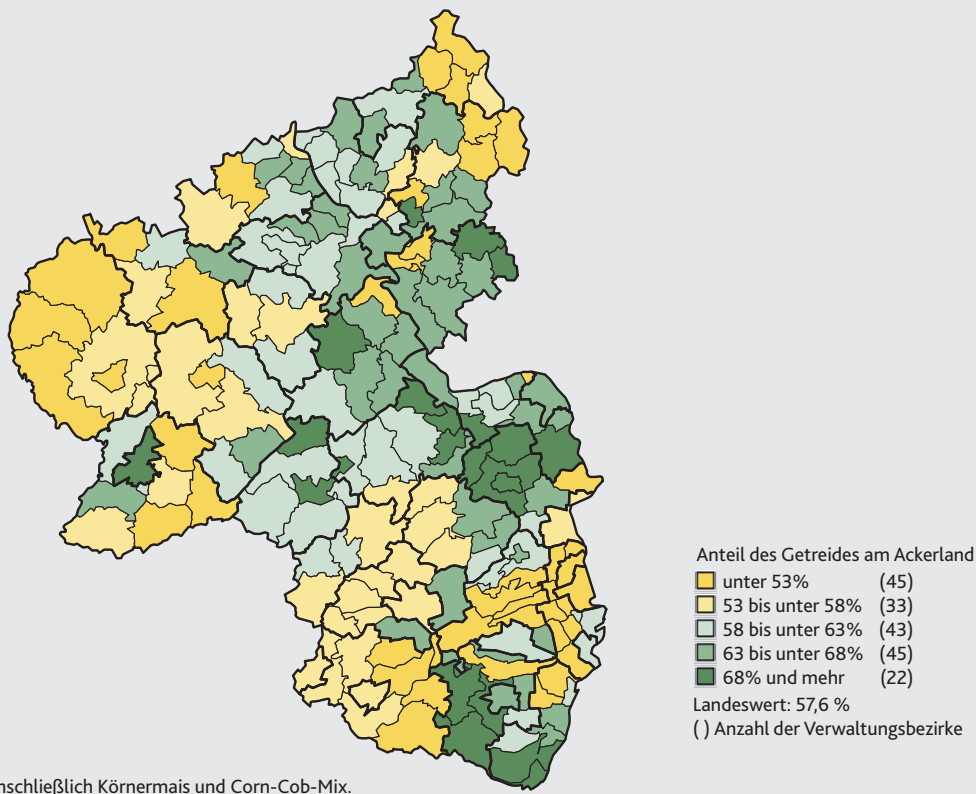 Anteil des Getreides am Ackerland
unter 53% (45)
53 bis unter 58% (33)
58 bis unter 63% (43)
63 bis unter 68% (45)
68% und mehr (22)
Landeswert: 57,6 %
( ) Anzahl der Verwaltungsbezirke
nschließlich Körnermais und Corn-Cob-Mix.